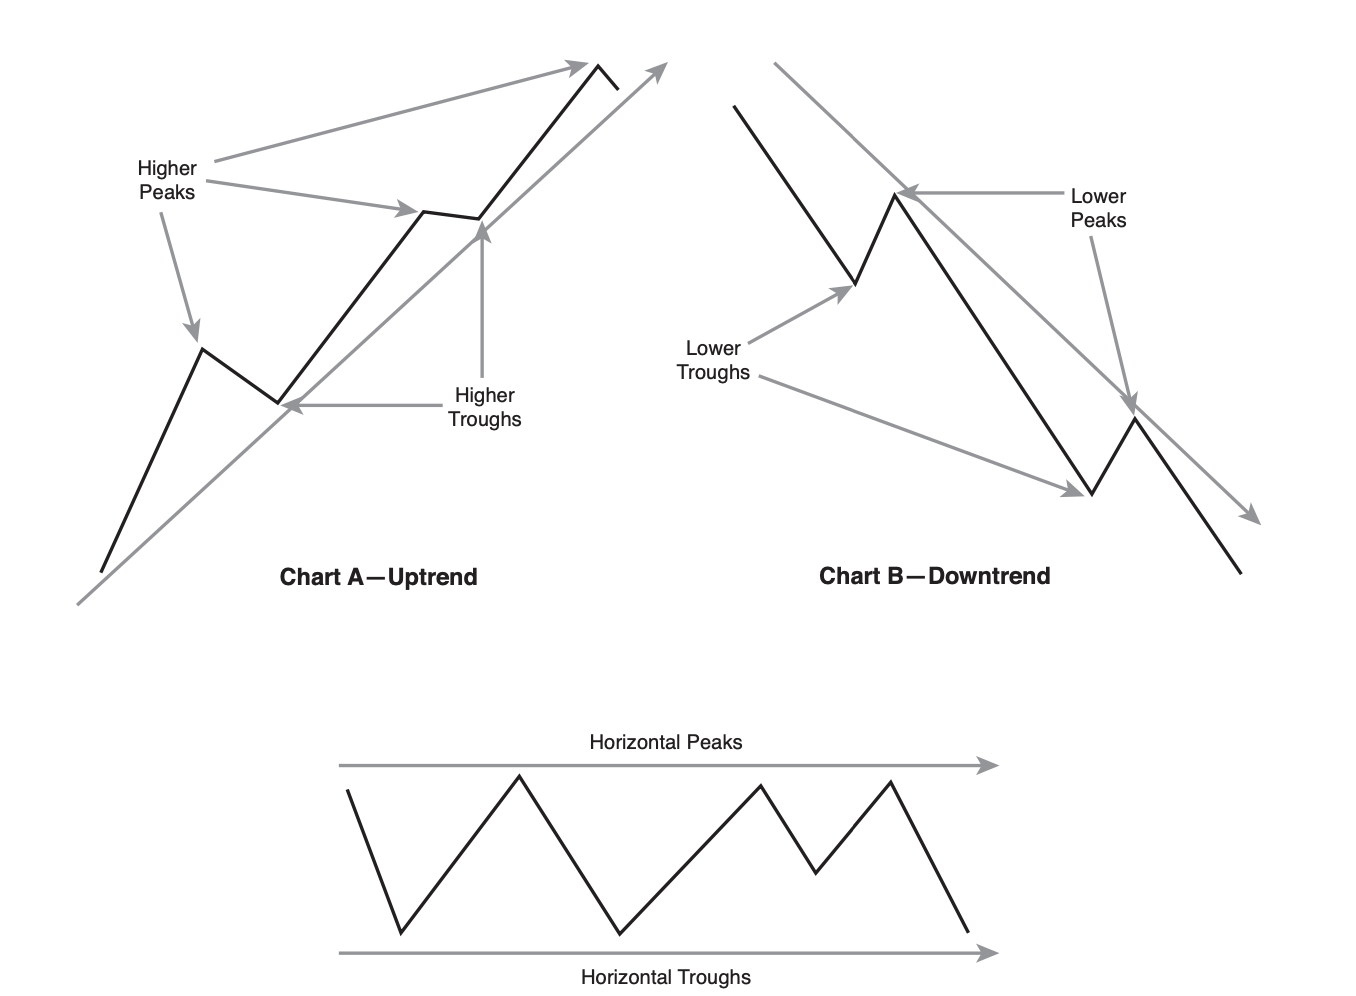 Higher
Peaks
Higher
Troughs
Chart A—Uptrend
Lower
Peaks
Lower
Troughs
Chart B—Downtrend
Horizontal Peaks
Horizontal Troughs